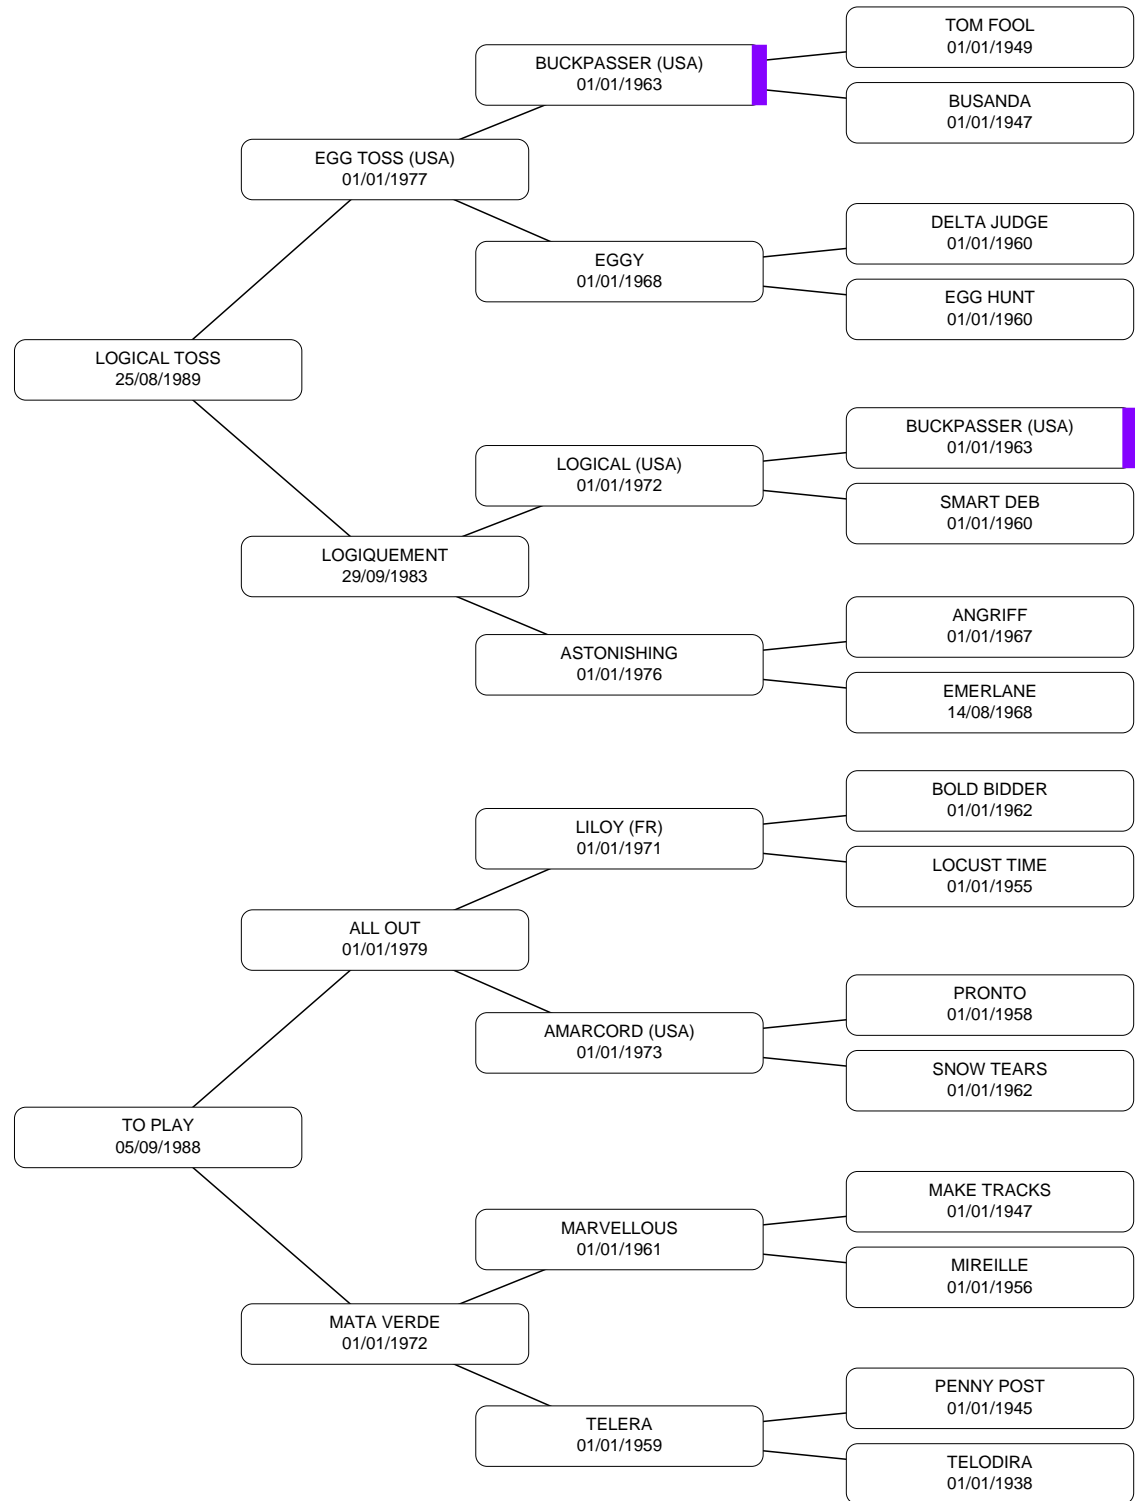 TOM FOOL
01/01/1949
BUCKPASSER (USA)
01/01/1963
BUSANDA
01/01/1947
EGG TOSS (USA)
01/01/1977
DELTA JUDGE
01/01/1960
EGGY
01/01/1968
EGG HUNT
01/01/1960
LOGICAL TOSS
25/08/1989
BUCKPASSER (USA)
01/01/1963
LOGICAL (USA)
01/01/1972
SMART DEB
01/01/1960
LOGIQUEMENT
29/09/1983
ANGRIFF
01/01/1967
ASTONISHING
01/01/1976
EMERLANE
14/08/1968
BOLD BIDDER
01/01/1962
LILOY (FR)
01/01/1971
LOCUST TIME
01/01/1955
ALL OUT
01/01/1979
PRONTO
01/01/1958
AMARCORD (USA)
01/01/1973
SNOW TEARS
01/01/1962
TO PLAY
05/09/1988
MAKE TRACKS
01/01/1947
MARVELLOUS
01/01/1961
MIREILLE
01/01/1956
MATA VERDE
01/01/1972
PENNY POST
01/01/1945
TELERA
01/01/1959
TELODIRA
01/01/1938